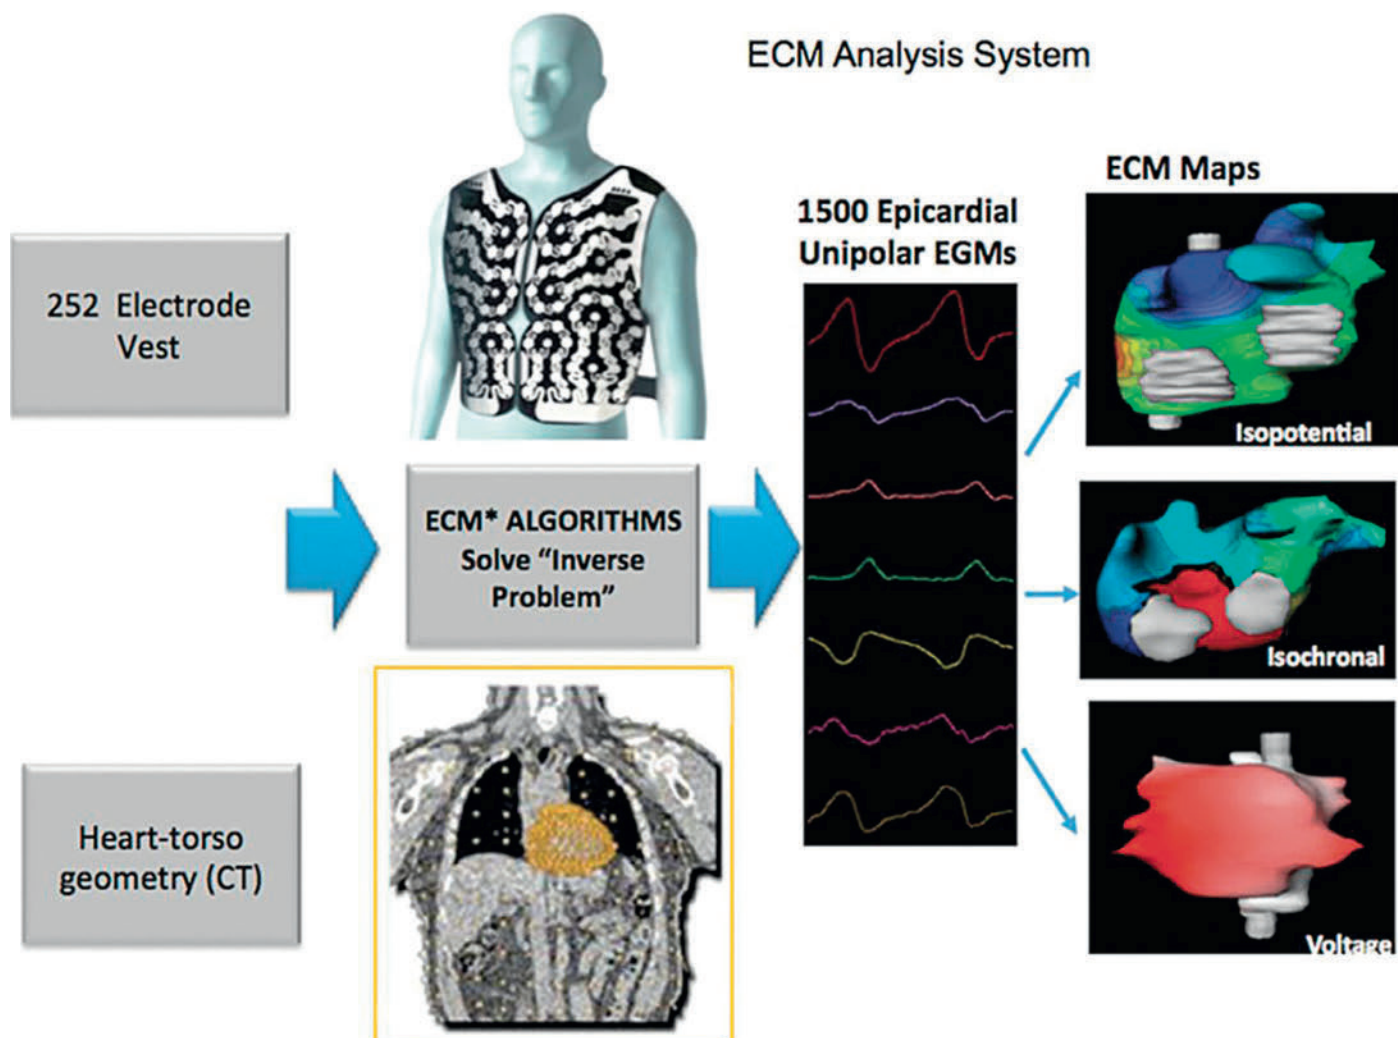 ECM Analysis System
252 Electrode
Vest
ECM* ALGORITHMS
Solve “Inverse
Problem”
Heart-torso
geometry (CT)
1500 Epicardial
Unipolar EGMs
ECM Maps
Isopotential
Isochronal
Voltage